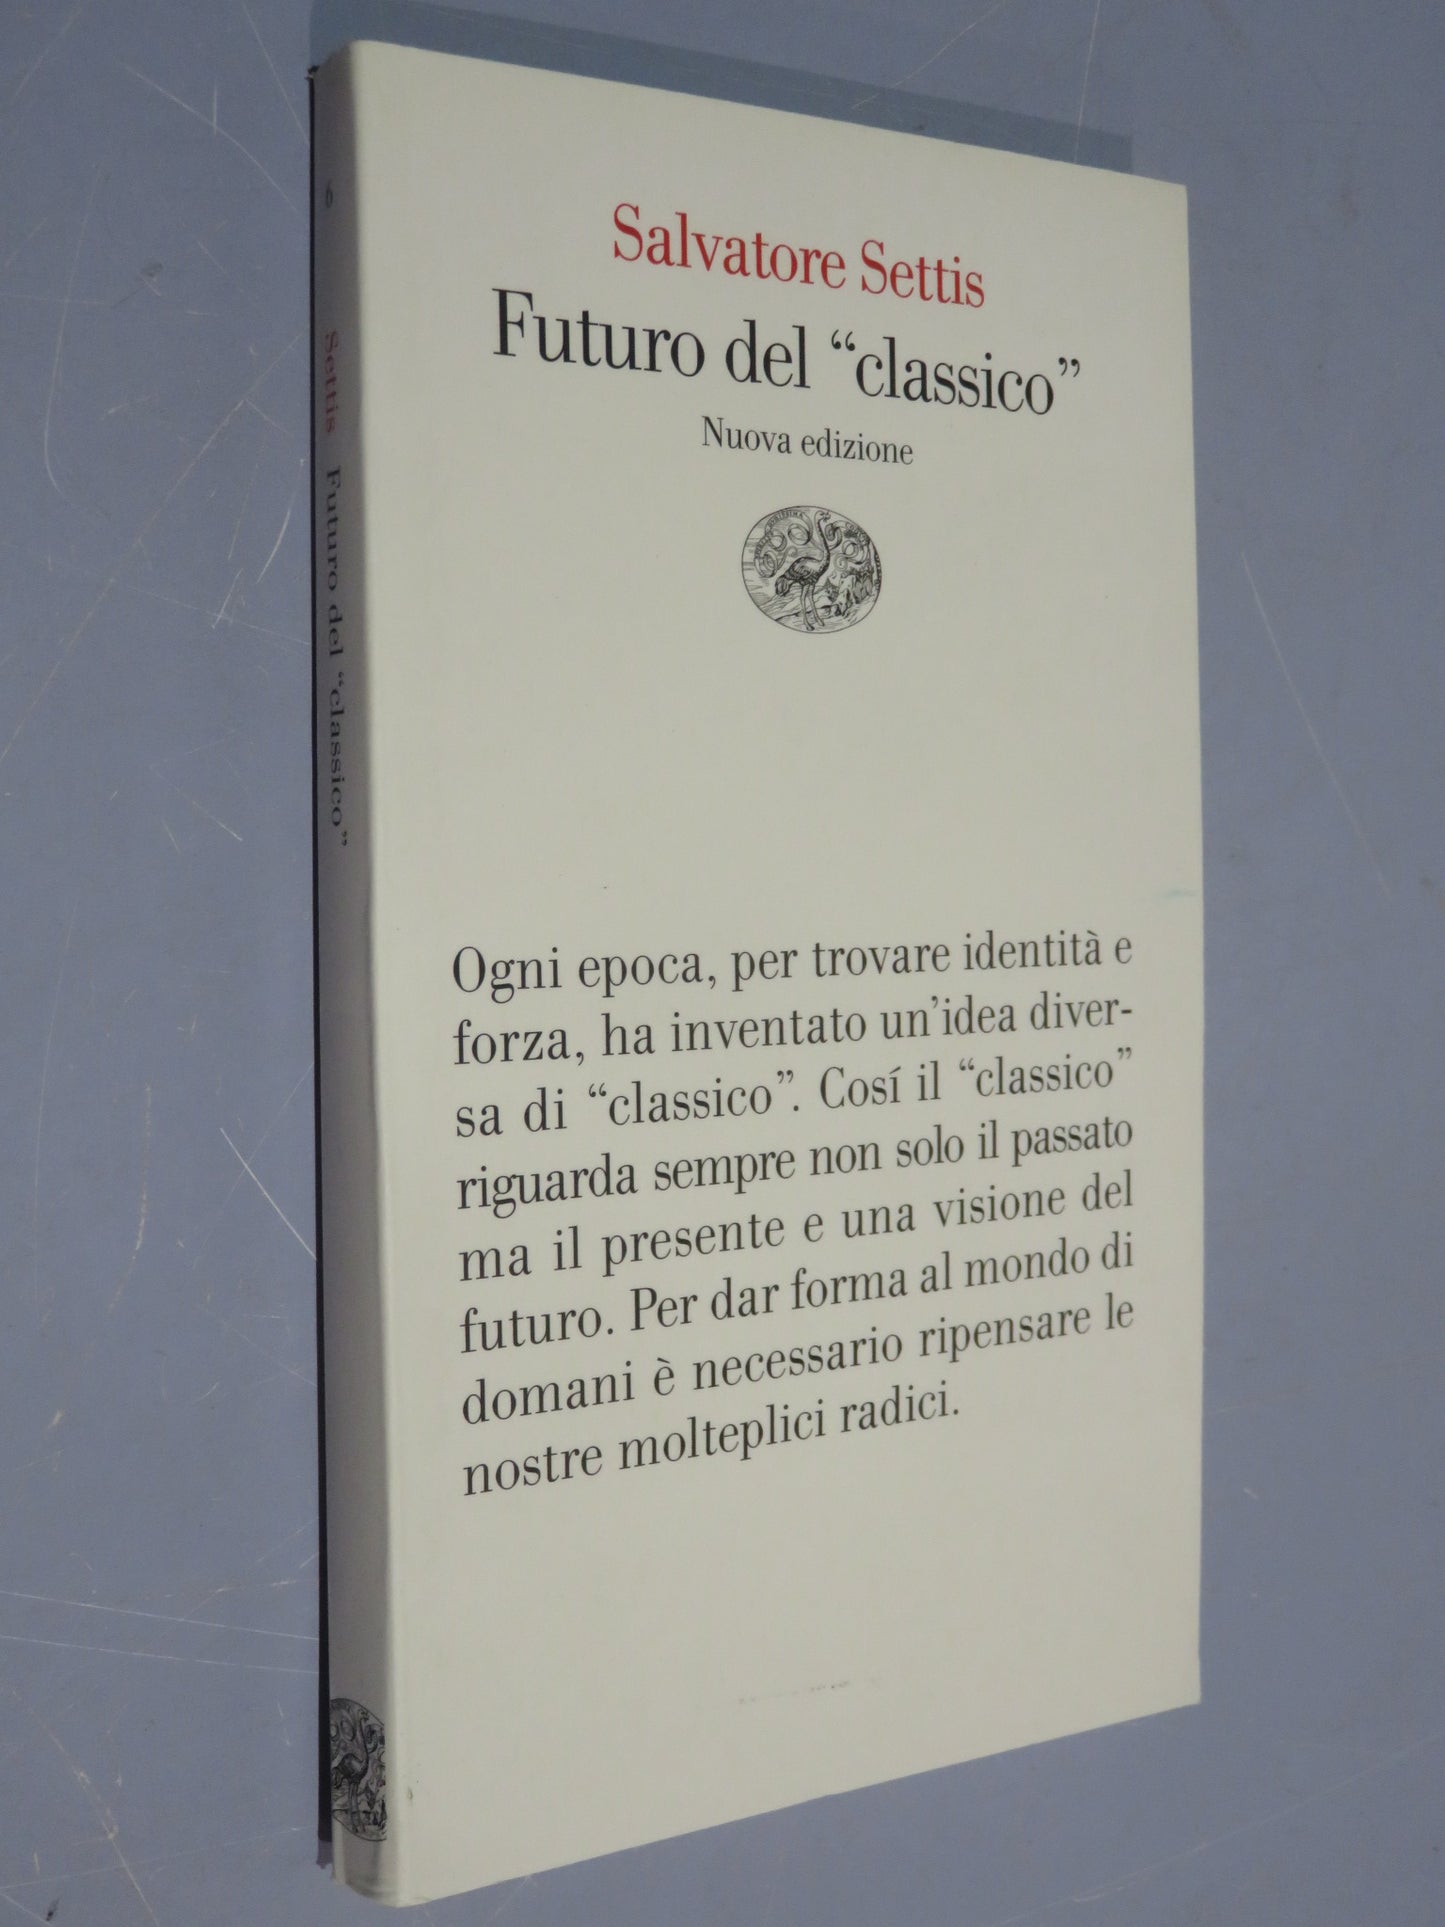 Salvatore Settis
Futuro del “classico”
Nuova edizione
Ogni epoca, per trovare identità e
forza, ha inventato un’idea diver-
sa di “classico”. Cosí il “classico”
riguarda sempre non solo il passato
ma il presente e una visione del
futuro. Per dar forma al mondo di
domani è necessario ripensare le
nostre molteplici radici.
6
Settis Futuro del “classico”